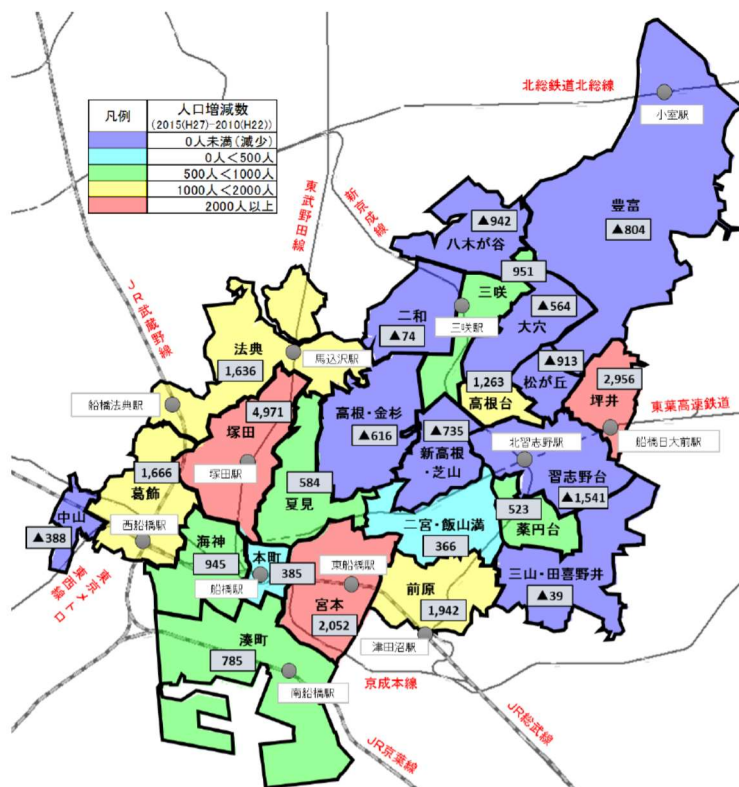 凡例
人口増減数
(2015(H27)-2010(H22))
0人未満(減少)
0人<500人
500人<1000人
1000人<2000人
2000人以上
北総鉄道北総線
小室駅
東武野田線
新京成線
JR武蔵野線
▲942
八木が谷
豊富
▲804
951
三咲
二和
▲74
三咲駅
▲564
大穴
法典
1,636
馬込沢駅
▲913
松が丘
2,956
坪井
1,263
高根台
船橋法典駅
4,971
塚田
塚田駅
高根・金杉
▲616
▲735
新高根
・芝山
北習志野駅
東葉高速鉄道
船橋日大前駅
1,666
葛飾
584
夏見
習志野台
▲1,541
中山
▲388
西船橋駅
二宮・飯山満
366
523
薬円台
海神
945
本町
385
船橋駅
東船橋駅
宮本
2,052
前原
1,942
三山・田喜野井
▲39
東京メトロ
東西線
津田沼駅
湊町
785
南船橋駅
京成本線
JR京葉線
JR総武線